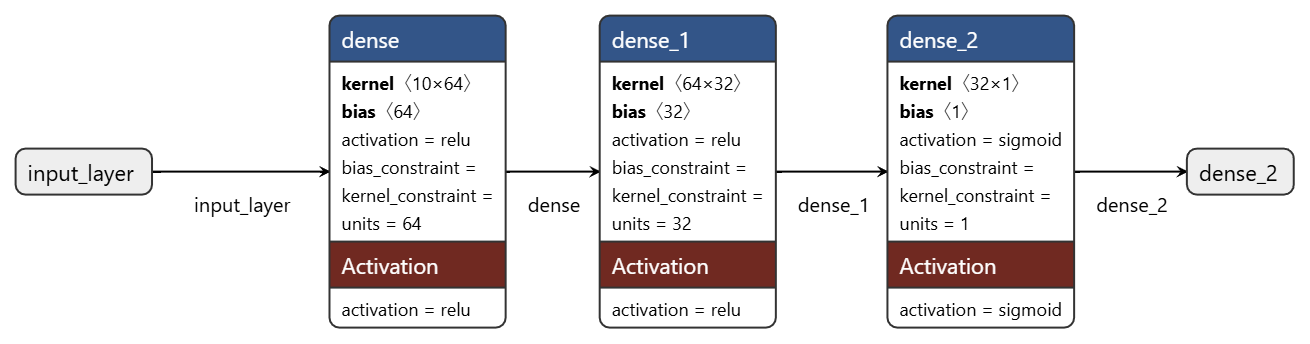 input_layer
input_layer
dense
kernel〈10×64〉
bias〈64〉
activation = relu
bias_constraint =
kernel_constraint =
units = 64
Activation
activation = relu
dense
dense_1
kernel〈64×32〉
bias〈32〉
activation = relu
bias_constraint =
kernel_constraint =
units = 32
Activation
activation = relu
dense_1
dense_2
kernel〈32×1〉
bias〈1〉
activation = sigmoid
bias_constraint =
kernel_constraint =
units = 1
Activation
activation = sigmoid
dense_2
dense_2